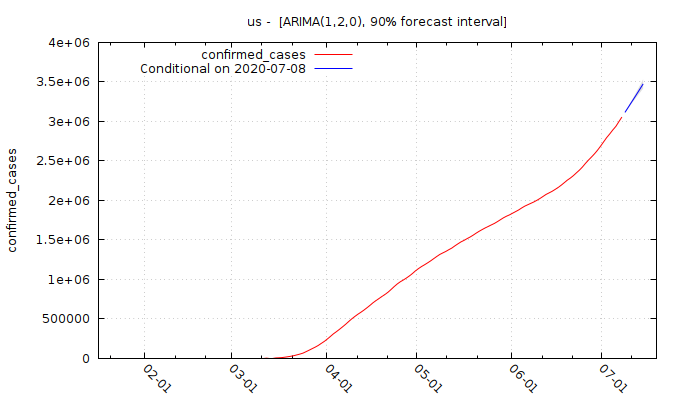 us - [ARIMA(1,2,0), 90% forecast interval]
4e+06
3.5e+06
3e+06
2.5e+06
2e+06
1.5e+06
1e+06
500000
0
confirmed_cases
confirmed_cases
Conditional on 2020-07-08
02-01
03-01
04-01
05-01
06-01
07-01